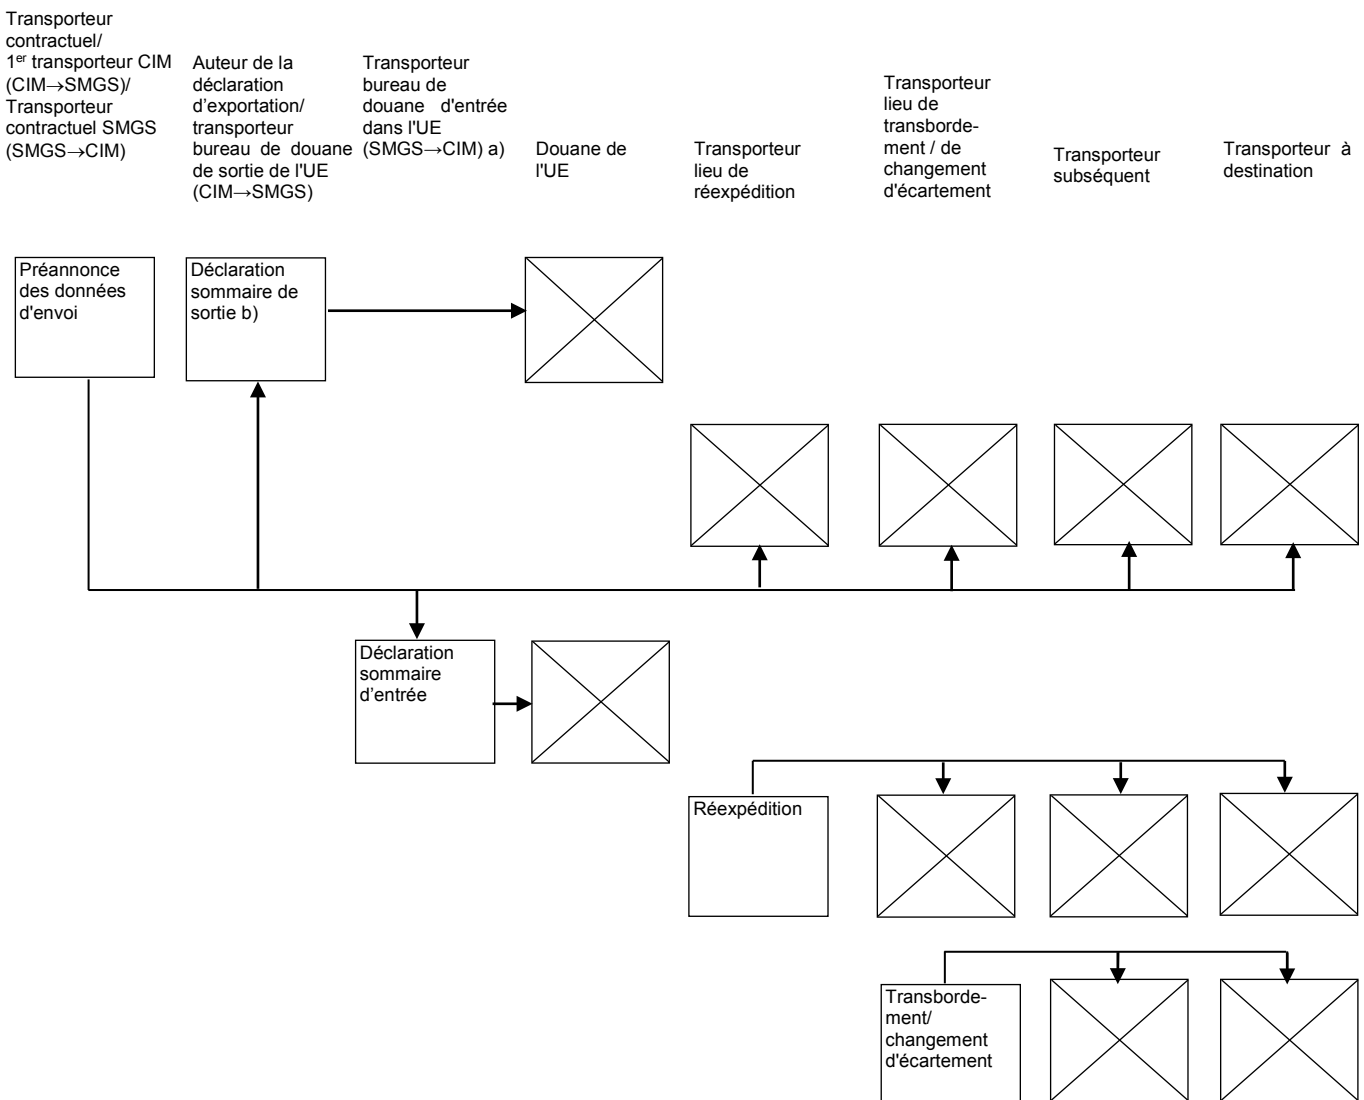 Transporteur
contractuel/
1er transporteur CIM
(CIM→SMGS)/
Transporteur
contractuel SMGS
(SMGS→CIM)
Auteur de la
déclaration
d'exportation/
transporteur
bureau de douane
de sortie de l'UE
(CIM→SMGS)
Transporteur
bureau de
douane d'entrée
dans l'UE
(SMGS→CIM) a)
Douane de
l'UE
Transporteur
lieu de
réexpédition
Transporteur
lieu de
transborde-
ment / de
changement
d'écartement
Transporteur
subséquent
Transporteur à
destination
Préannonce
des données
d'envoi
Déclaration
sommaire de
sortie b)
Déclaration
sommaire
d'entrée
Réexpédition
Transborde-
ment/
changement
d'écartement